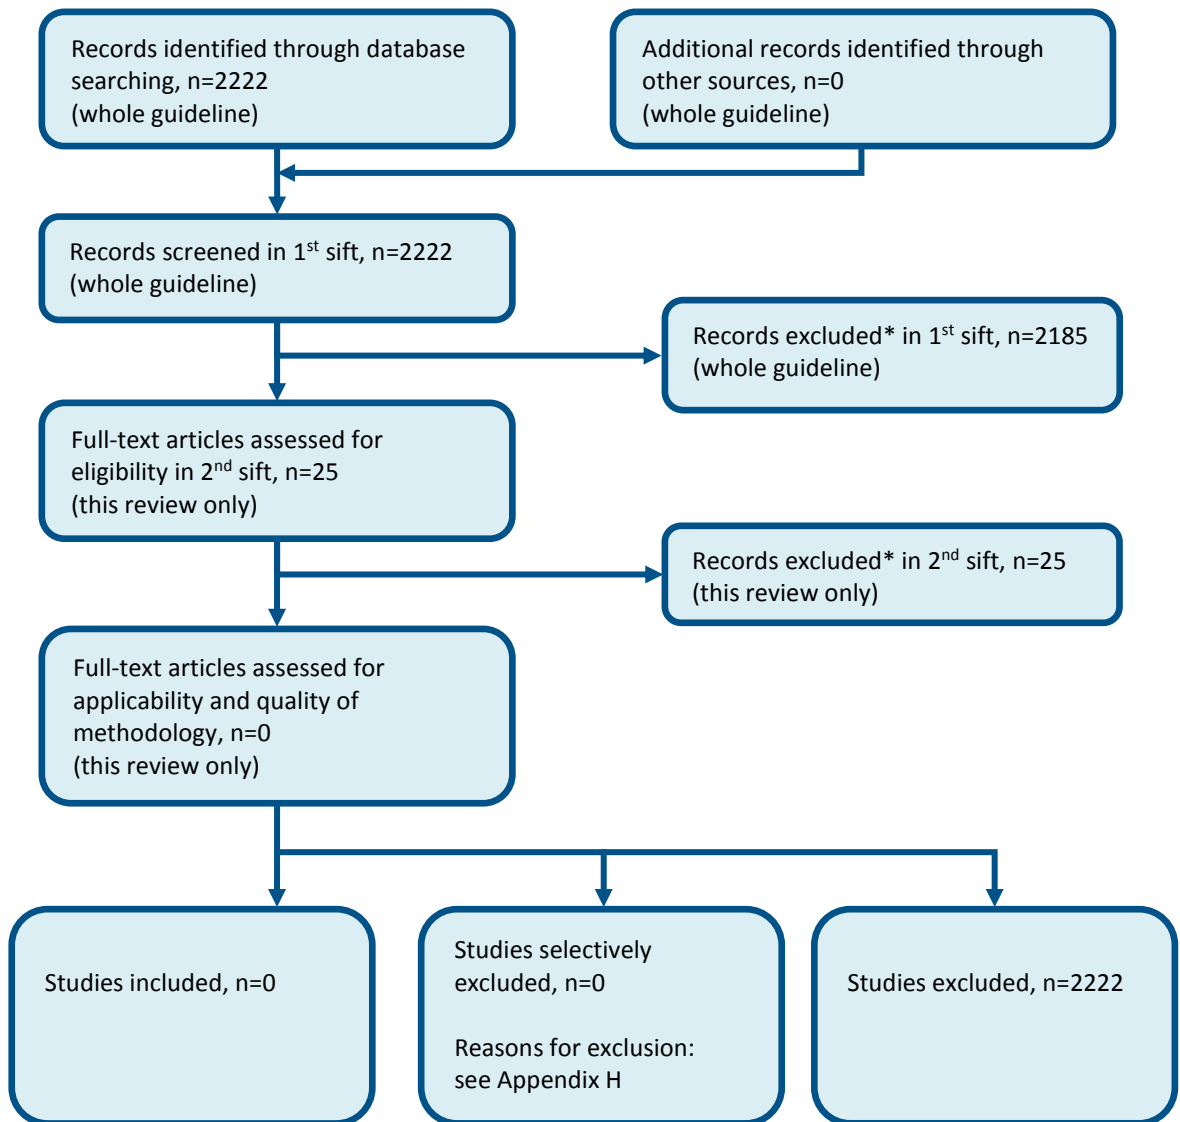 Records identified through database
searching, n=2222
(whole guideline)
Additional records identified through
other sources, n=0
(whole guideline)
Records screened in 1st sift, n=2222
(whole guideline)
Records excluded* in 1st sift, n=2185
(whole guideline)
Full-text articles assessed for
eligibility in 2nd sift, n=25
(this review only)
Records excluded* in 2nd sift, n=25
(this review only)
Full-text articles assessed for
applicability and quality of
methodology, n=0
(this review only)
Studies included, n=0
Studies selectively
excluded, n=0
Reasons for exclusion:
see Appendix H
Studies excluded, n=2222